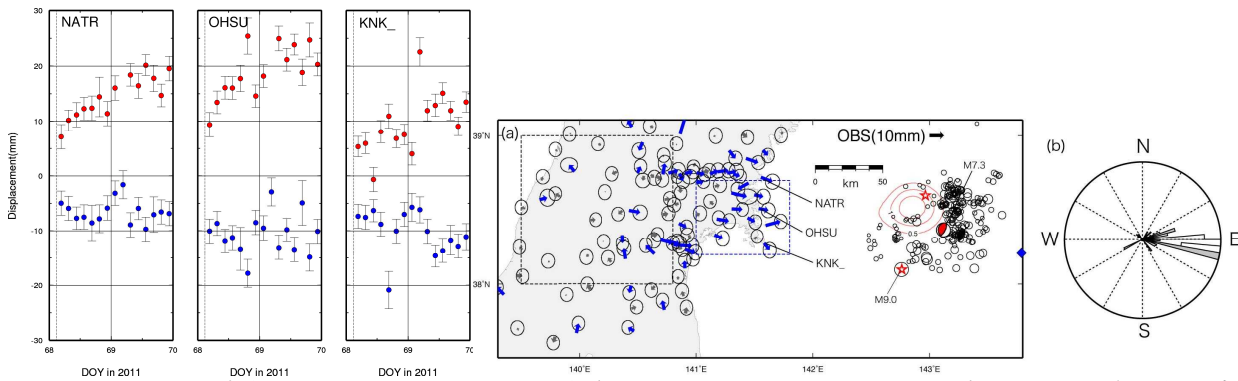 NATR
OHSU
KNK_
Displacement(mm)
30
20
10
0
-10
-20
-30
68
69
70
68
69
70
68
69
70
DOY in 2011
DOY in 2011
DOY in 2011
(a)
OBS(10mm)
39˚N
38˚N
0
50
km
M7.3
NATR
OHSU
KNK_
0.5
M9.0
140˚E
141˚E
142˚E
143˚E
(b)
N
W
E
S